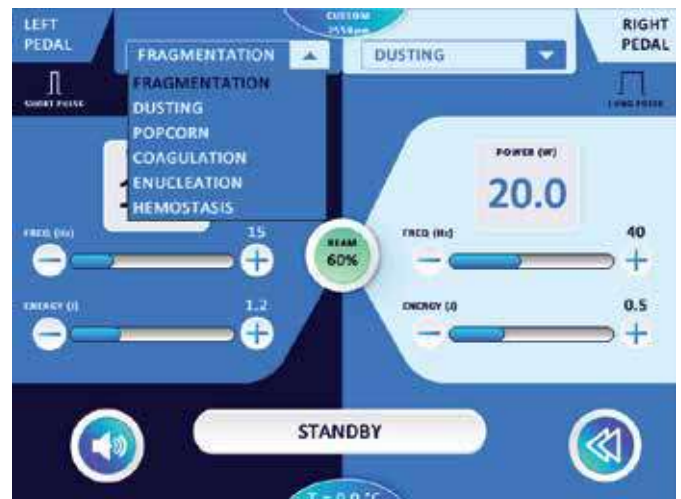 LEFT
PEDAL
CUSTOM
RIGHT
PEDAL
FRAGMENTATION
DUSTING
SHORT PULSE
LONG PULSE
FRAGMENTATION
DUSTING
POPCORN
COAGULATION
ENUCLEATION
HEMOSTASIS
POWER (W)
20.0
FREQ (Hz)
15
BEAM
60%
FREQ (Hz)
40
ENERGY (J)
1.2
ENERGY (J)
0.5
STANDBY